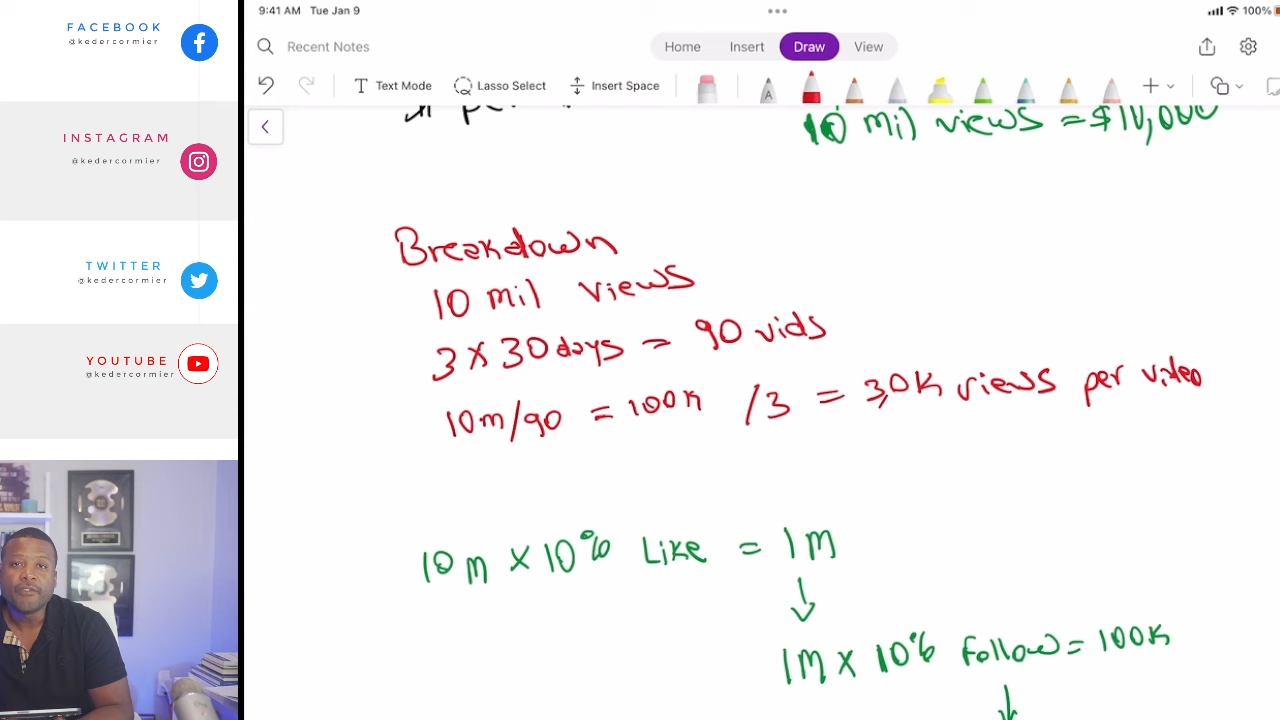 FACEBOOK
@kedercormier
INSTAGRAM
@kedercormier
TWITTER
@kedercormier
YOUTUBE
@kedercormier
9:41 AM Tue Jan 9
100%
Recent Notes
Home Insert Draw View
Text Mode Lasso Select Insert Space
10 mil views = $10,000
Breakdown
10 mil views
3 x 30 days = 90 vids
10m/90 = 100K /3 = 3,0K views per video
10m x 10% Like = 1M
1M x 10% Follow = 100K